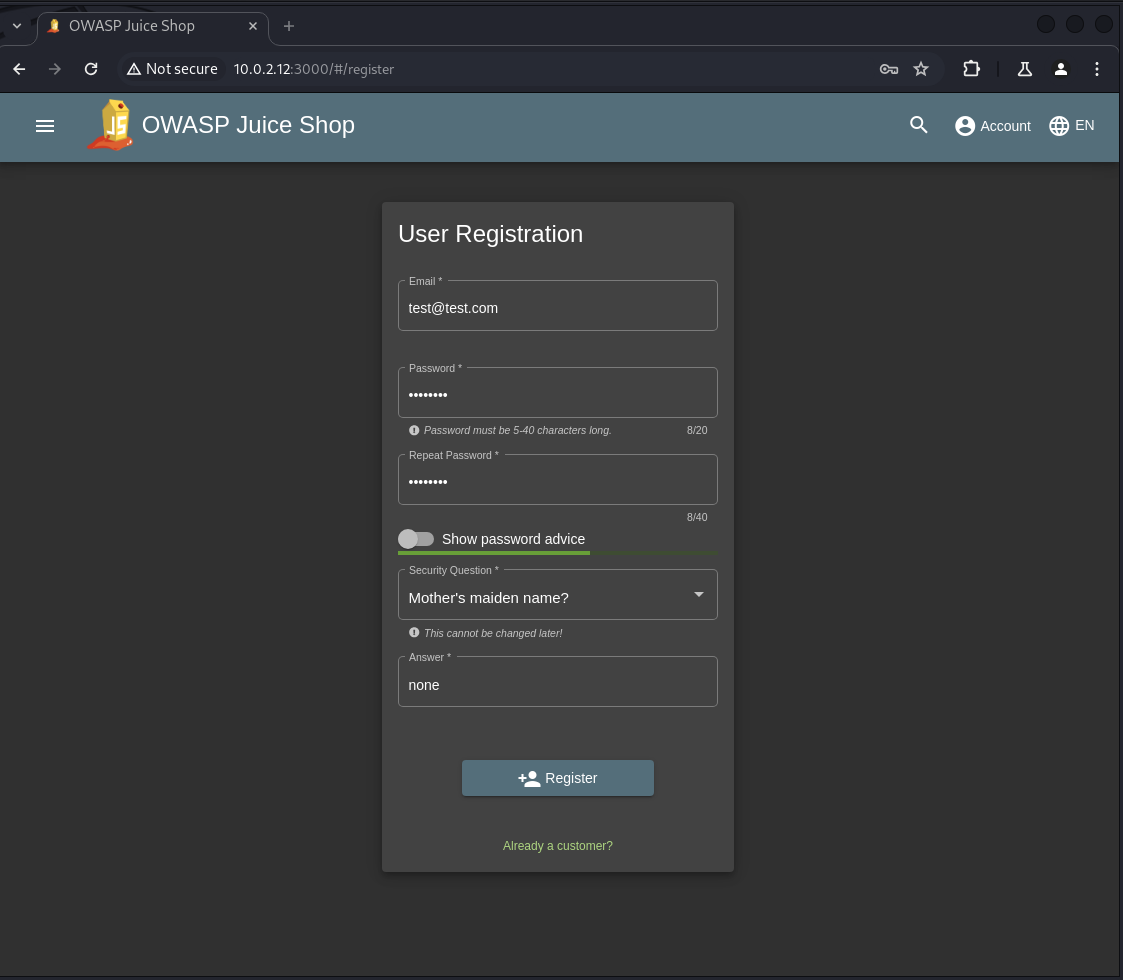 OWASP Juice Shop
Not secure 10.0.2.12:3000/#/register
JS OWASP Juice Shop Account EN
User Registration
Email *
test@test.com
Password *
••••••••
Password must be 5-40 characters long. 8/20
Repeat Password *
••••••••
8/40
Show password advice
Security Question *
Mother's maiden name?
This cannot be changed later!
Answer *
none
Register
Already a customer?